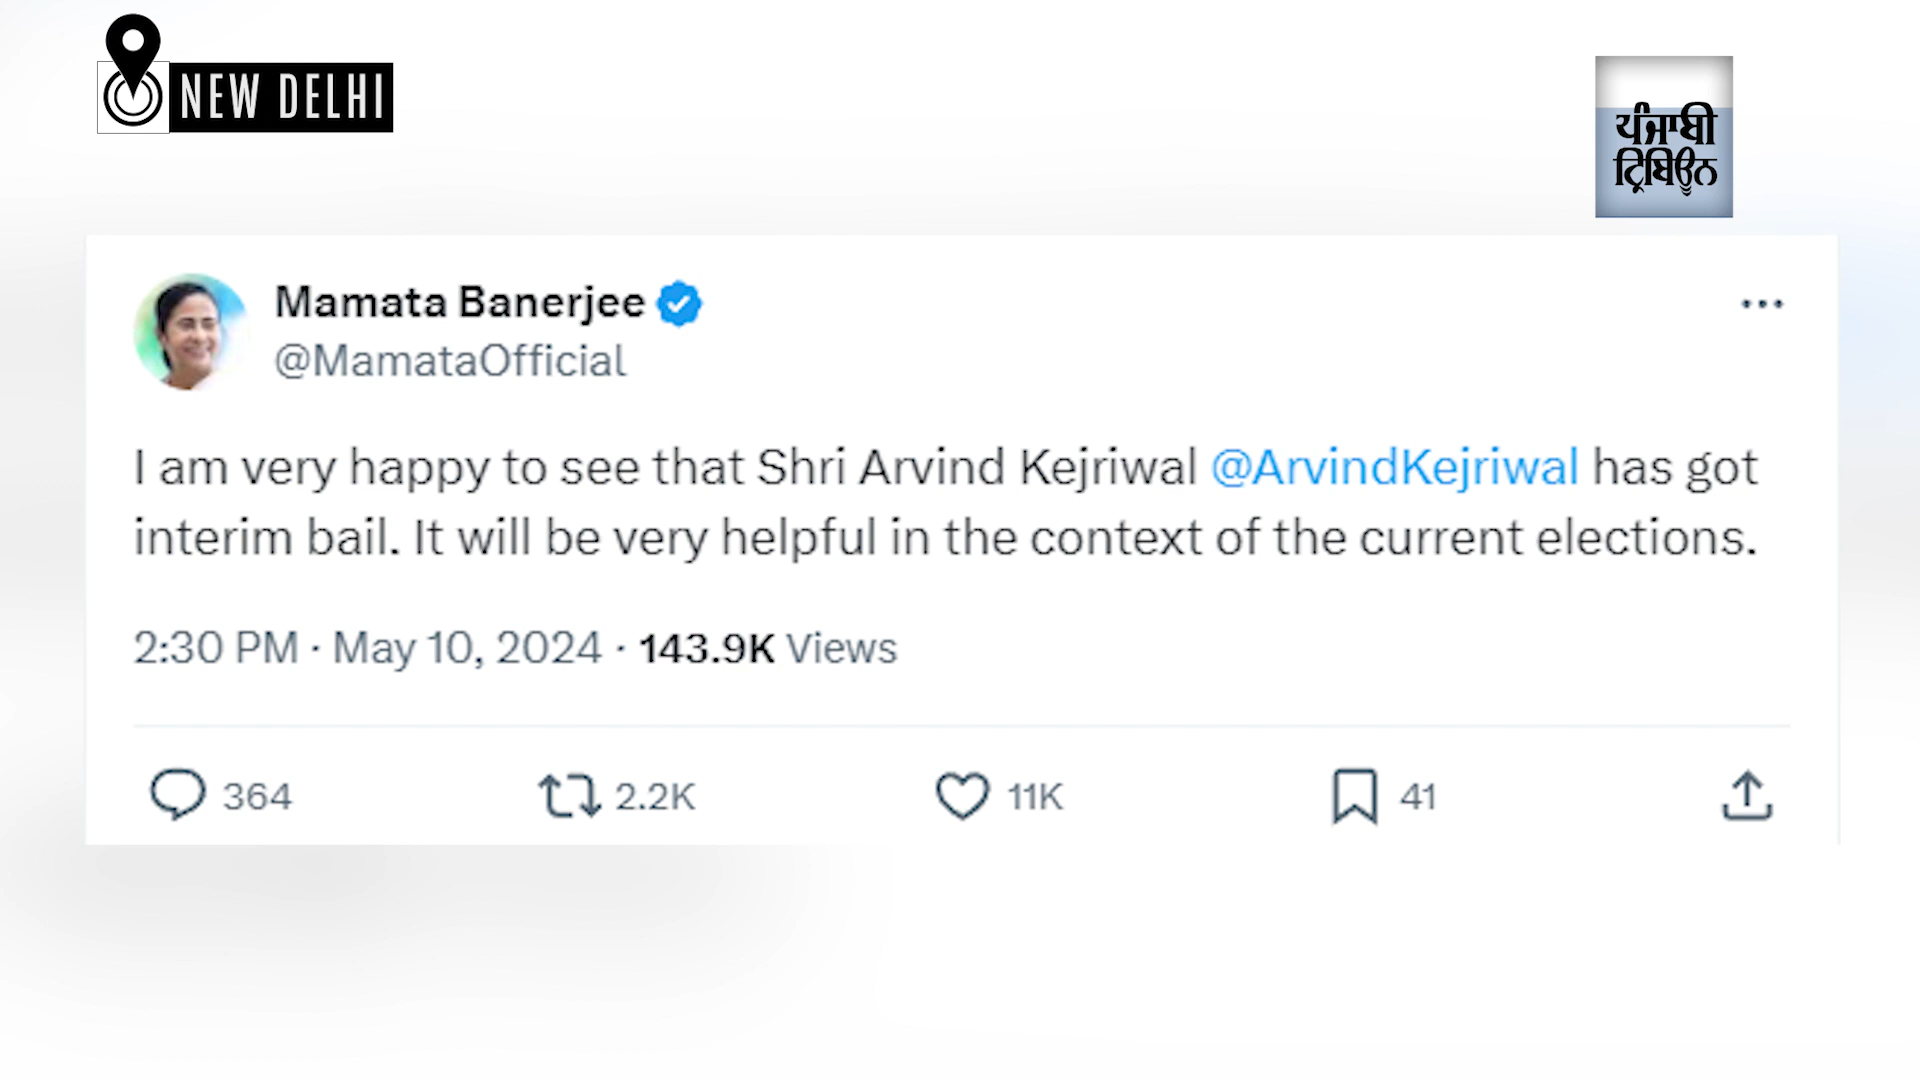 NEW DELHI
ਪੰਜਾਬੀ
ਟ੍ਰਿਬਿਊਨ
Mamata Banerjee
@MamataOfficial
I am very happy to see that Shri Arvind Kejriwal @ArvindKejriwal has got
interim bail. It will be very helpful in the context of the current elections.
2:30 PM · May 10, 2024 · 143.9K Views
364 2.2K 11K 41